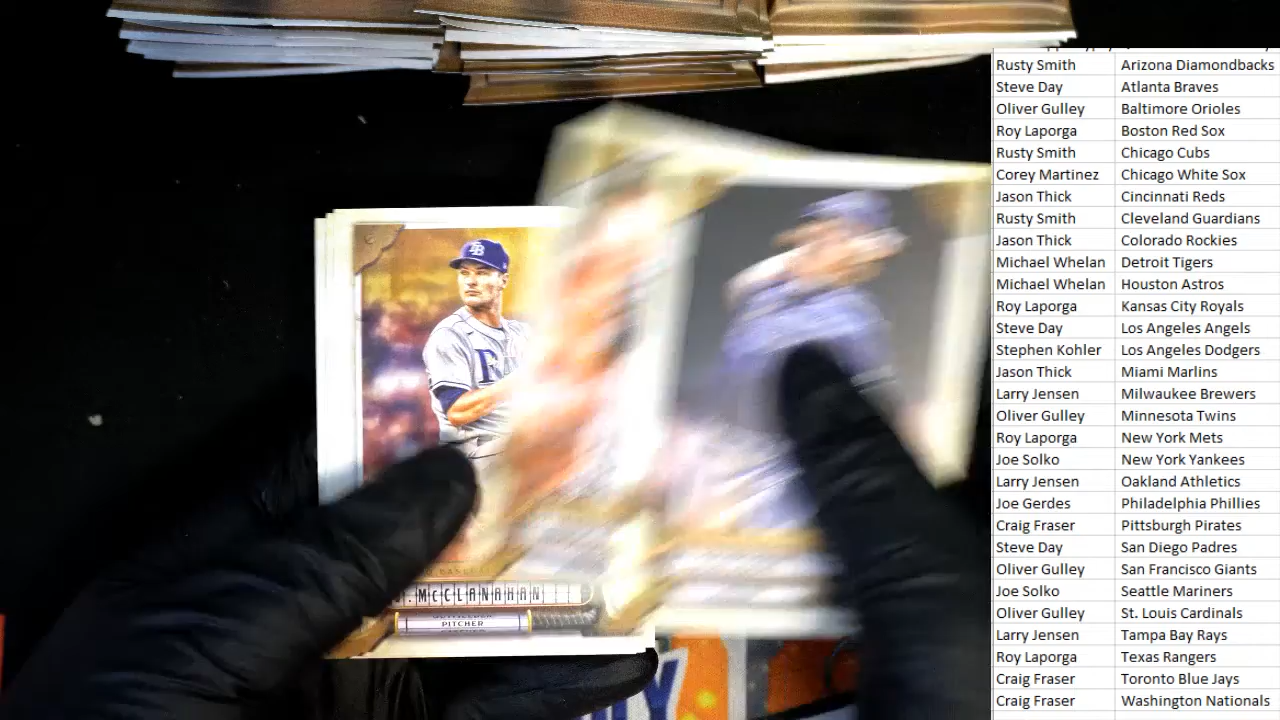 Rusty Smith Arizona Diamondbacks
Steve Day Atlanta Braves
Oliver Gulley Baltimore Orioles
Roy Laporga Boston Red Sox
Rusty Smith Chicago Cubs
Corey Martinez Chicago White Sox
Jason Thick Cincinnati Reds
Rusty Smith Cleveland Guardians
Jason Thick Colorado Rockies
Michael Whelan Detroit Tigers
Michael Whelan Houston Astros
Roy Laporga Kansas City Royals
Steve Day Los Angeles Angels
Stephen Kohler Los Angeles Dodgers
Jason Thick Miami Marlins
Larry Jensen Milwaukee Brewers
Oliver Gulley Minnesota Twins
Roy Laporga New York Mets
Joe Solko New York Yankees
Larry Jensen Oakland Athletics
Joe Gerdes Philadelphia Phillies
Craig Fraser Pittsburgh Pirates
Steve Day San Diego Padres
Oliver Gulley San Francisco Giants
Joe Solko Seattle Mariners
Oliver Gulley St. Louis Cardinals
Larry Jensen Tampa Bay Rays
Roy Laporga Texas Rangers
Craig Fraser Toronto Blue Jays
Craig Fraser Washington Nationals
TB
McCLANAHAN
PITCHER